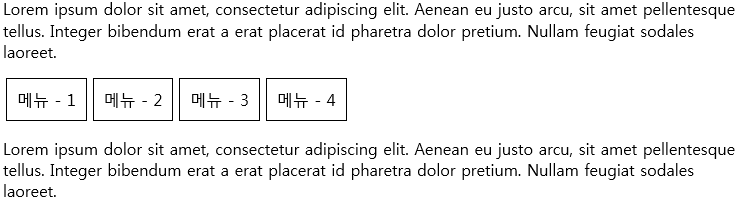 Lorem ipsum dolor sit amet, consectetur adipiscing elit. Aenean eu justo arcu, sit amet pellentesque
tellus. Integer bibendum erat a erat placerat id pharetra dolor pretium. Nullam feugiat sodales
laoreet.
메뉴 - 1 메뉴 - 2 메뉴 - 3 메뉴 - 4
Lorem ipsum dolor sit amet, consectetur adipiscing elit. Aenean eu justo arcu, sit amet pellentesque
tellus. Integer bibendum erat a erat placerat id pharetra dolor pretium. Nullam feugiat sodales
laoreet.